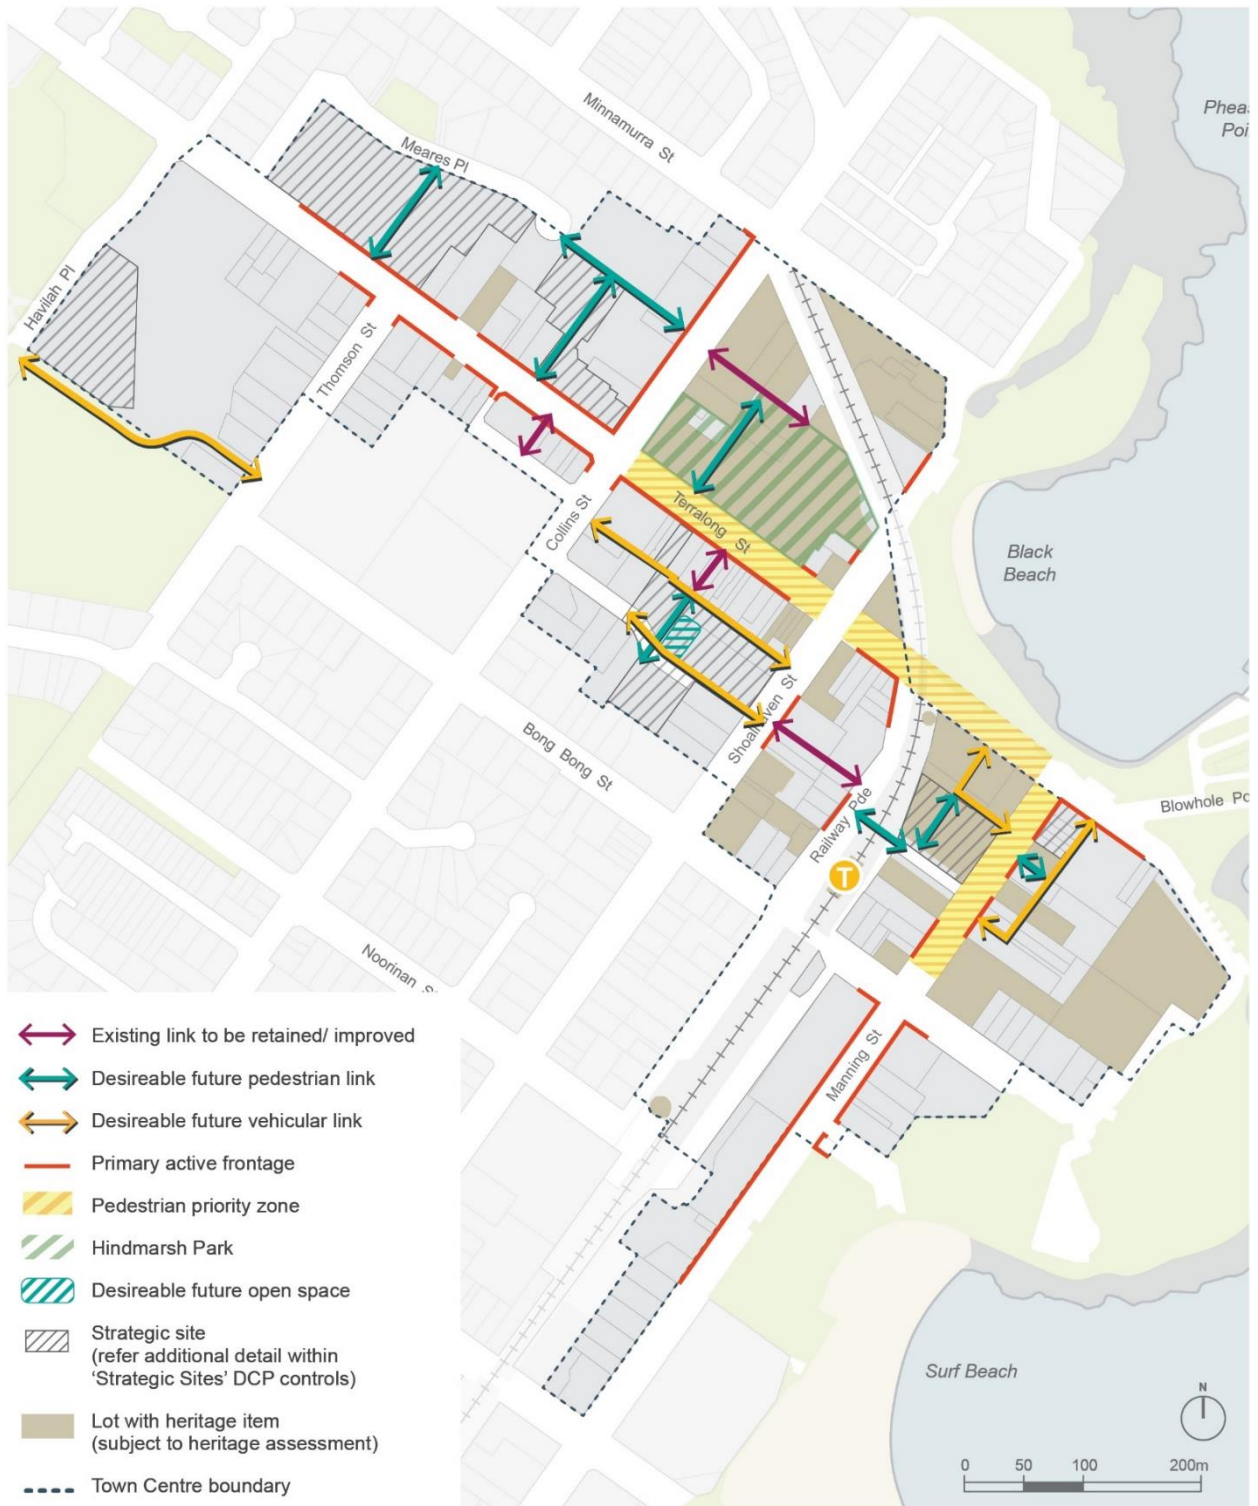 Minnamurra St
Pheas
Poi
Meares Pl
Havilah Pl
Thomson St
Terralong St
Collins St
Black
Beach
Shoalhaven St
Bong Bong St
Blowhole Po
Railway Pde
T
Noorinan S
Manning St
Existing link to be retained/ improved
Desireable future pedestrian link
Desireable future vehicular link
Primary active frontage
Pedestrian priority zone
Hindmarsh Park
Desireable future open space
Strategic site
(refer additional detail within
‘Strategic Sites’ DCP controls)
Lot with heritage item
(subject to heritage assessment)
Town Centre boundary
Surf Beach
N
0 50 100 200m